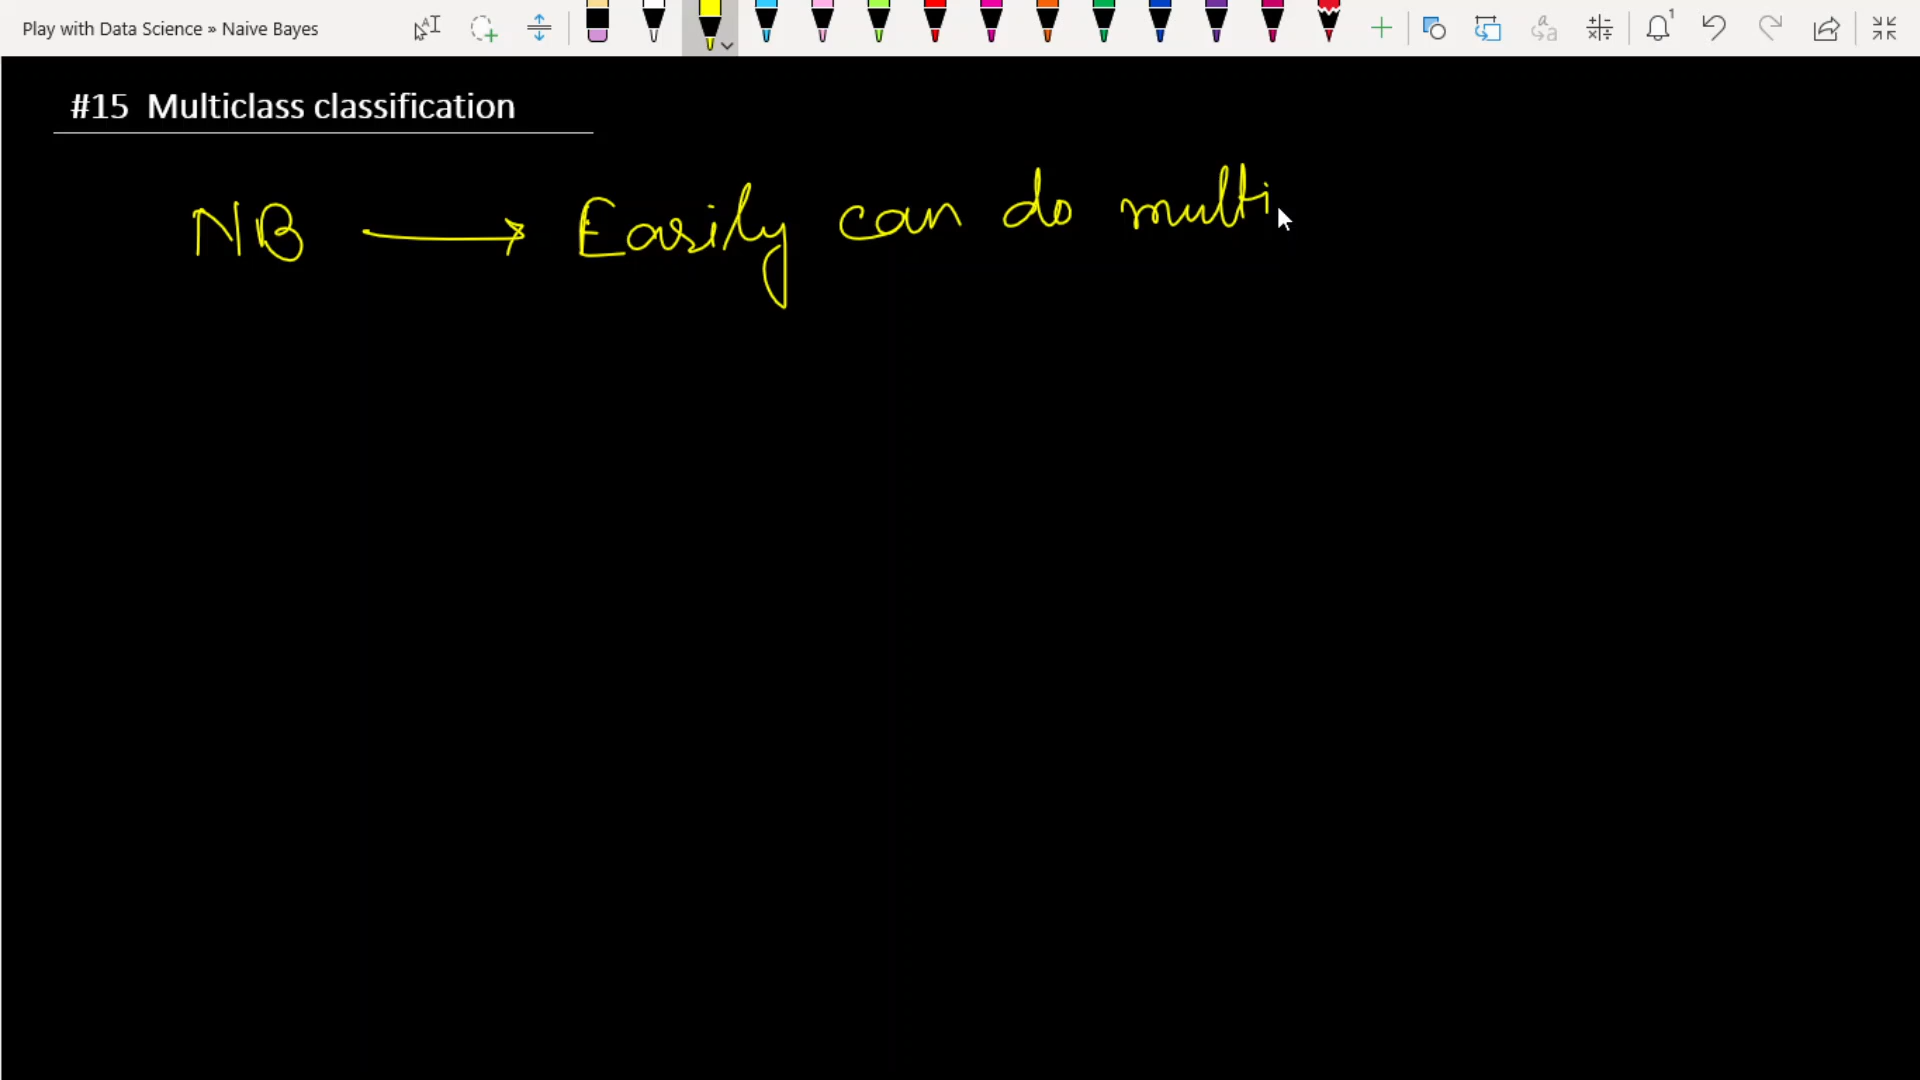 Play with Data Science » Naive Bayes
#15 Multiclass classification
NB → Easily can do multi